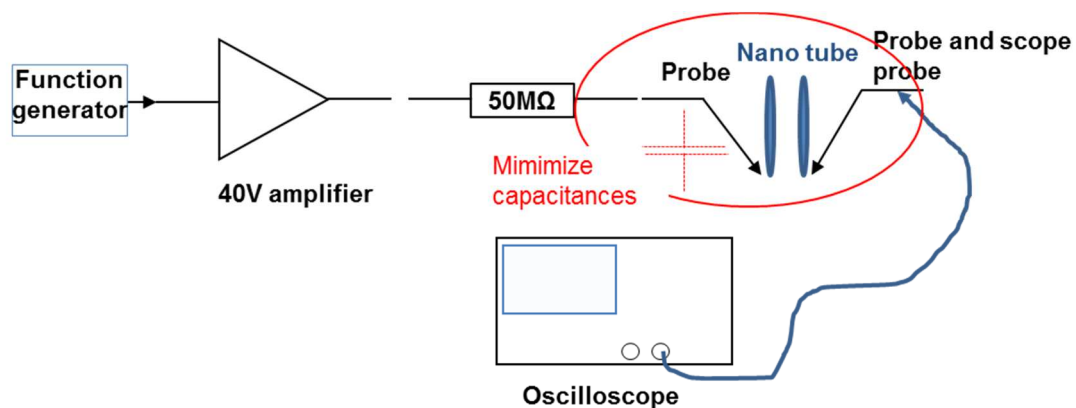 Function
generator
40V amplifier
50MΩ
Mimimize
capacitances
Probe
Nano tube
Probe and scope
probe
Oscilloscope